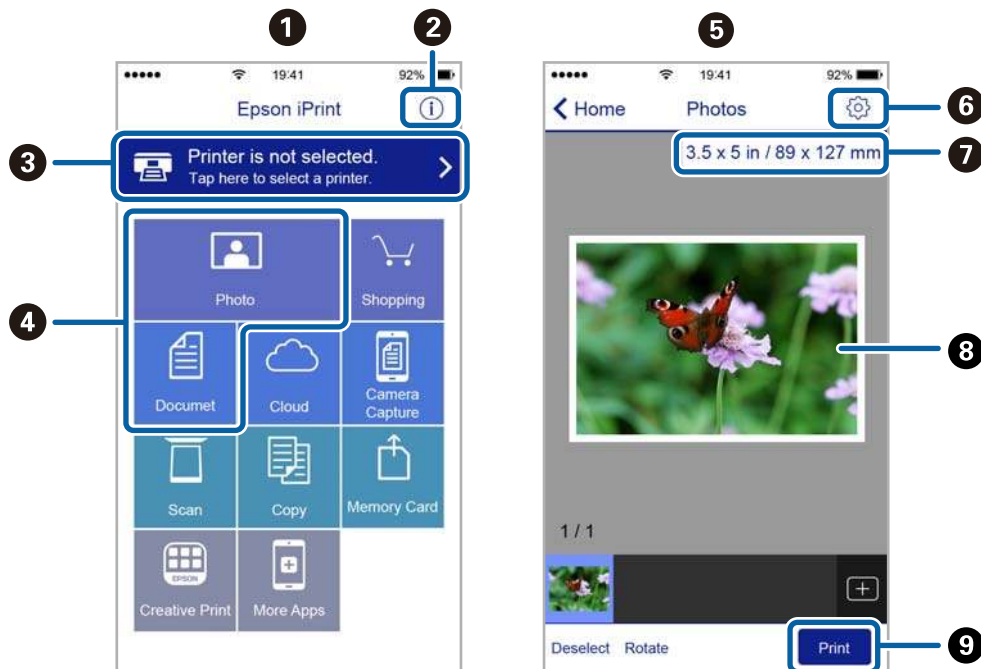 1
2
19:41
92%
Epson iPrint
i
3
Printer is not selected.
Tap here to select a printer.
4
Photo
Shopping
Documet
Cloud
Camera
Capture
Scan
Copy
Memory Card
EPSON
Creative Print
More Apps
5
19:41
92%
Home
Photos
6
3.5 x 5 in / 89 x 127 mm
7
8
1 / 1
Deselect
Rotate
Print
9